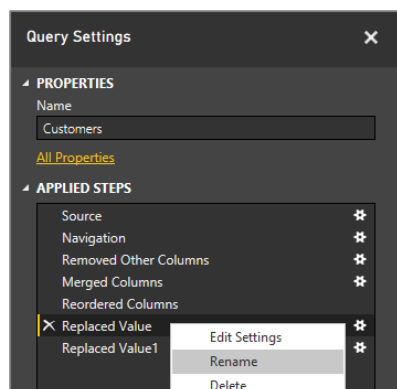 Query Settings
PROPERTIES
Name
Customers
All Properties
APPLIED STEPS
Source
Navigation
Removed Other Columns
Merged Columns
Reordered Columns
Replaced Value
Replaced Value1
Edit Settings
Rename
Delete